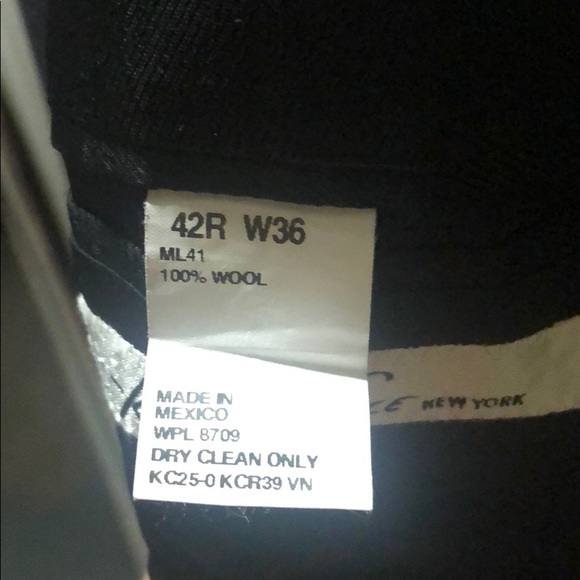 42R W36
ML41
100% WOOL
MADE IN
MEXICO
WPL 8709
DRY CLEAN ONLY
KC25-0 KCR39 VN
NEW YORK